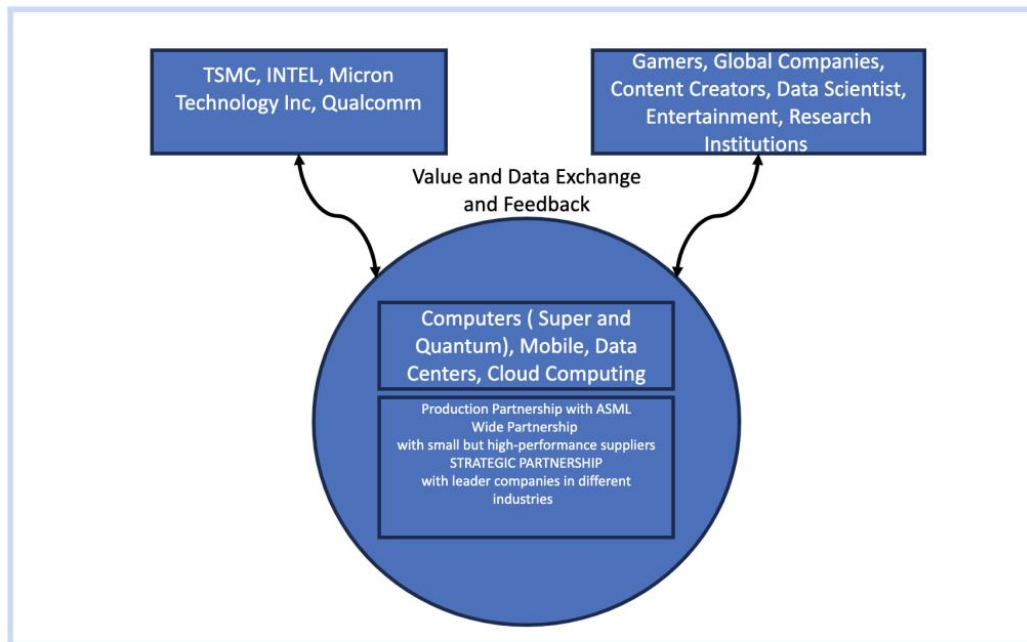 TSMC, INTEL, Micron
Technology Inc, Qualcomm
Gamers, Global Companies,
Content Creators, Data Scientist,
Entertainment, Research
Institutions
Value and Data Exchange
and Feedback
Computers ( Super and
Quantum), Mobile, Data
Centers, Cloud Computing
Production Partnership with ASML
Wide Partnership
with small but high-performance suppliers
STRATEGIC PARTNERSHIP
with leader companies in different
industries